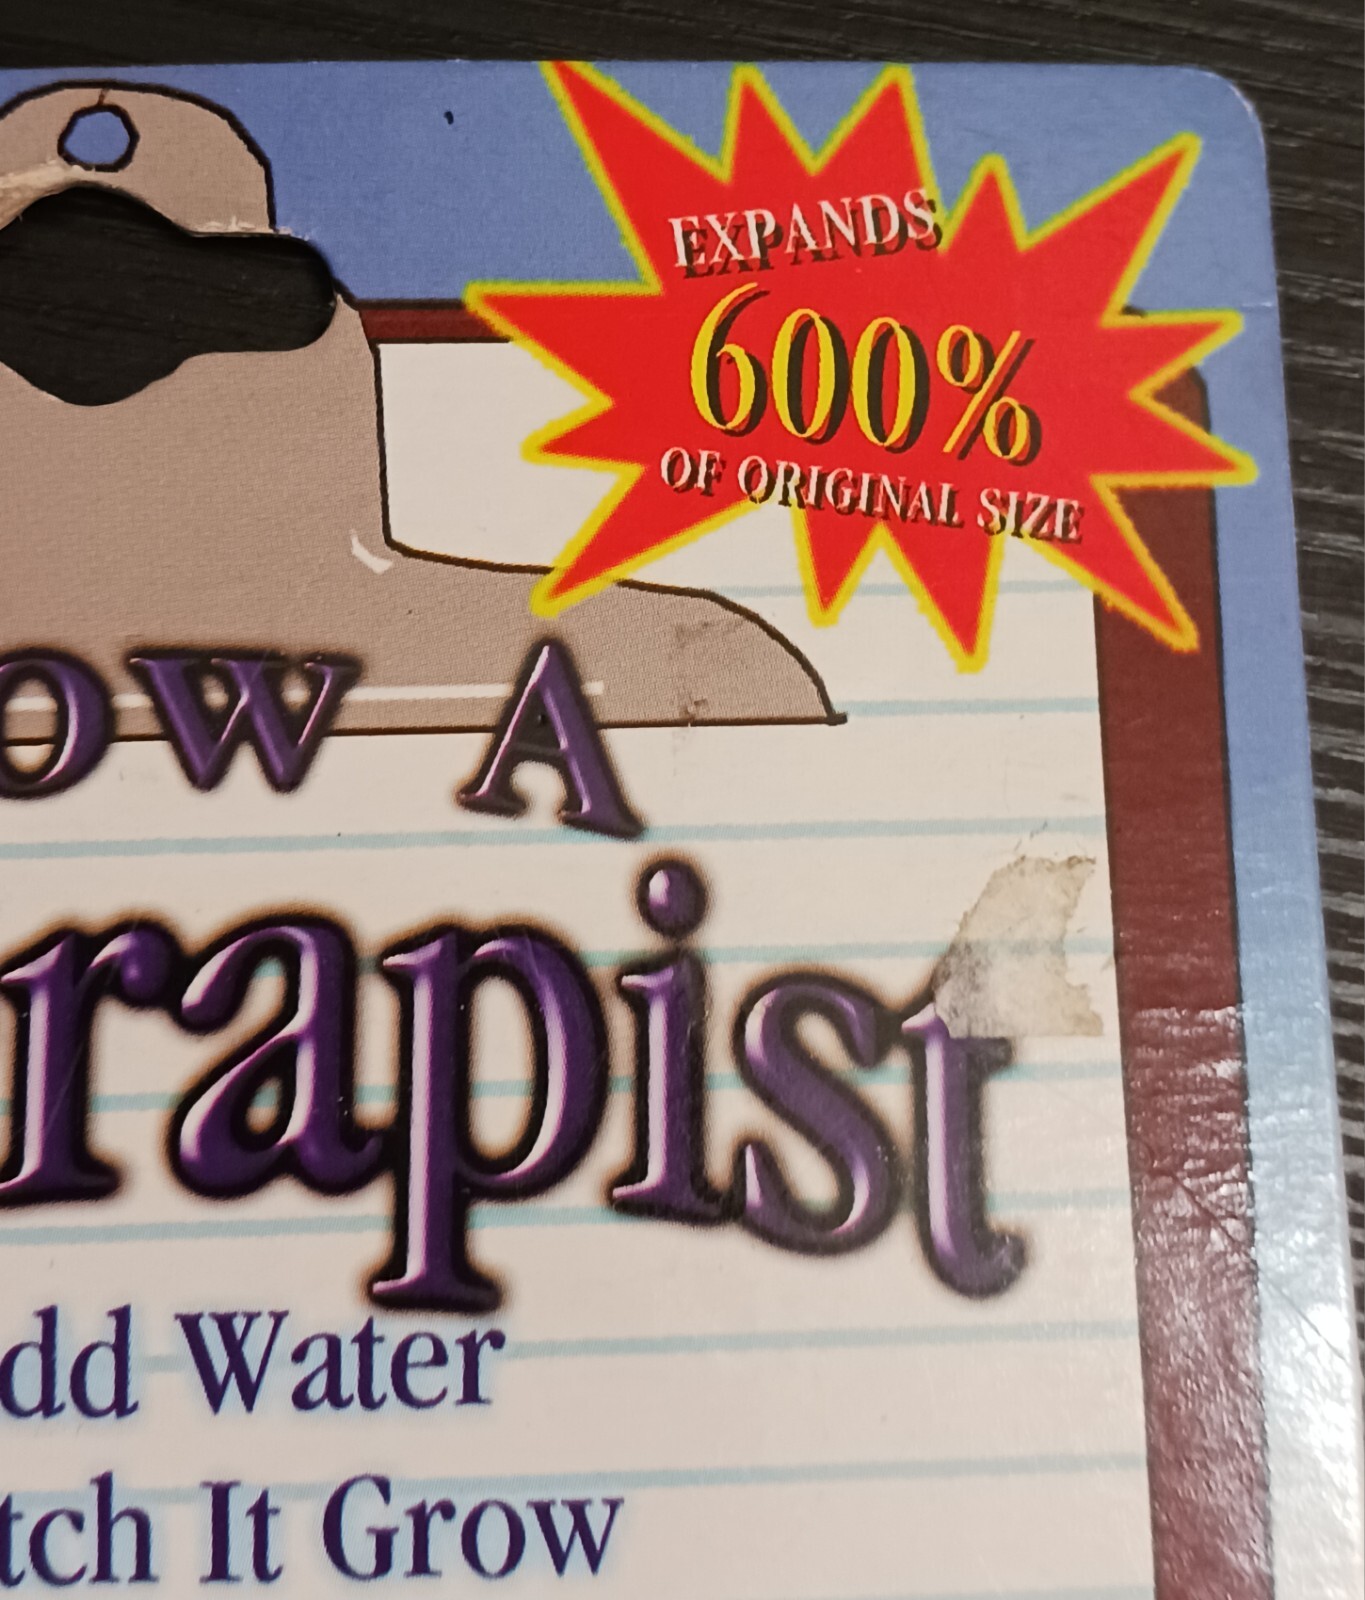 EXPANDS
600%
OF ORIGINAL SIZE
ow A
rapist
dd Water
tch It Grow